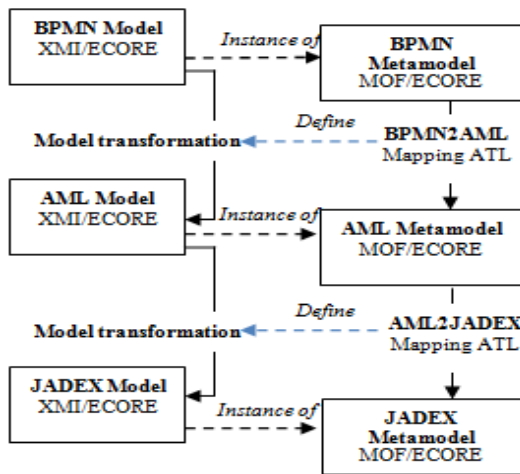 BPMN Model
XMI/ECORE
Instance of
BPMN
Metamodel
MOF/ECORE
Model transformation
Define
BPMN2AML
Mapping ATL
AML Model
XMI/ECORE
Instance of
AML Metamodel
MOF/ECORE
Model transformation
Define
AML2JADEX
Mapping ATL
JADEX Model
XMI/ECORE
Instance of
JADEX
Metamodel
MOF/ECORE